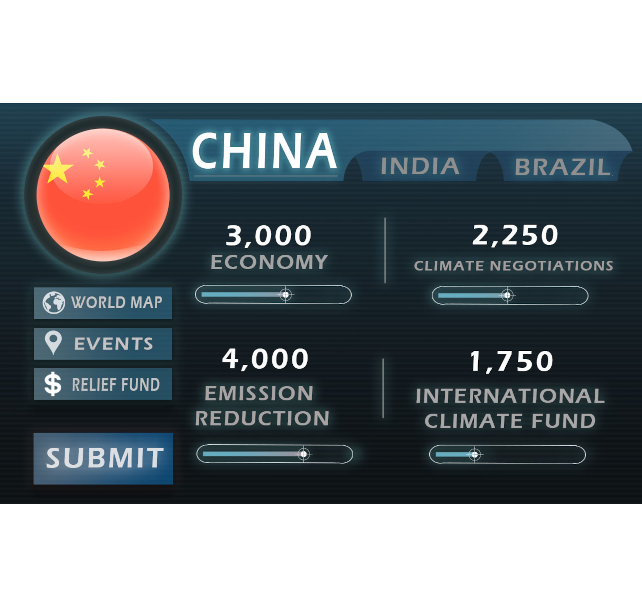 CHINA
INDIA
BRAZIL
3,000
ECONOMY
2,250
CLIMATE NEGOTIATIONS
WORLD MAP
EVENTS
$ RELIEF FUND
4,000
EMISSION
REDUCTION
1,750
INTERNATIONAL
CLIMATE FUND
SUBMIT